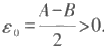 ε₀ = (A−B)/2 > 0.